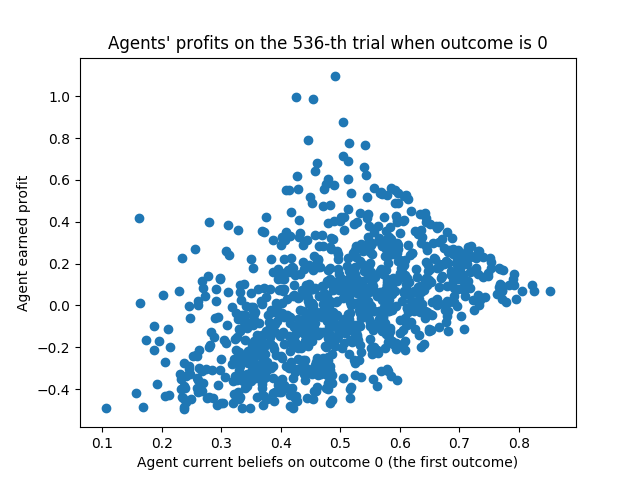 Agents' profits on the 536-th trial when outcome is 0
1.0
0.8
0.6
0.4
0.2
0.0
−0.2
−0.4
Agent earned profit
0.1 0.2 0.3 0.4 0.5 0.6 0.7 0.8
Agent current beliefs on outcome 0 (the first outcome)